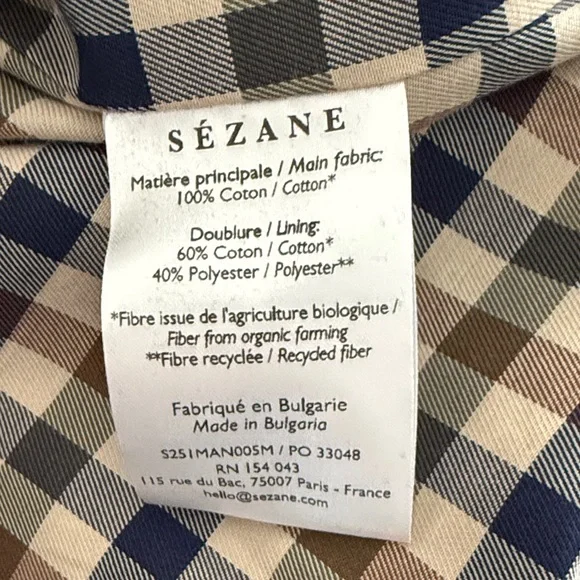 SÉZANE
Matière principale / Main fabric:
100% Coton / Cotton*
Doublure / Lining:
60% Coton / Cotton*
40% Polyester / Polyester**
*Fibre issue de l'agriculture biologique /
Fiber from organic farming
**Fibre recyclée / Recycled fiber
Fabriqué en Bulgarie
Made in Bulgaria
S251MAN005M / PO 33048
RN 154 043
115 rue du Bac, 75007 Paris - France
hello@sezane.com